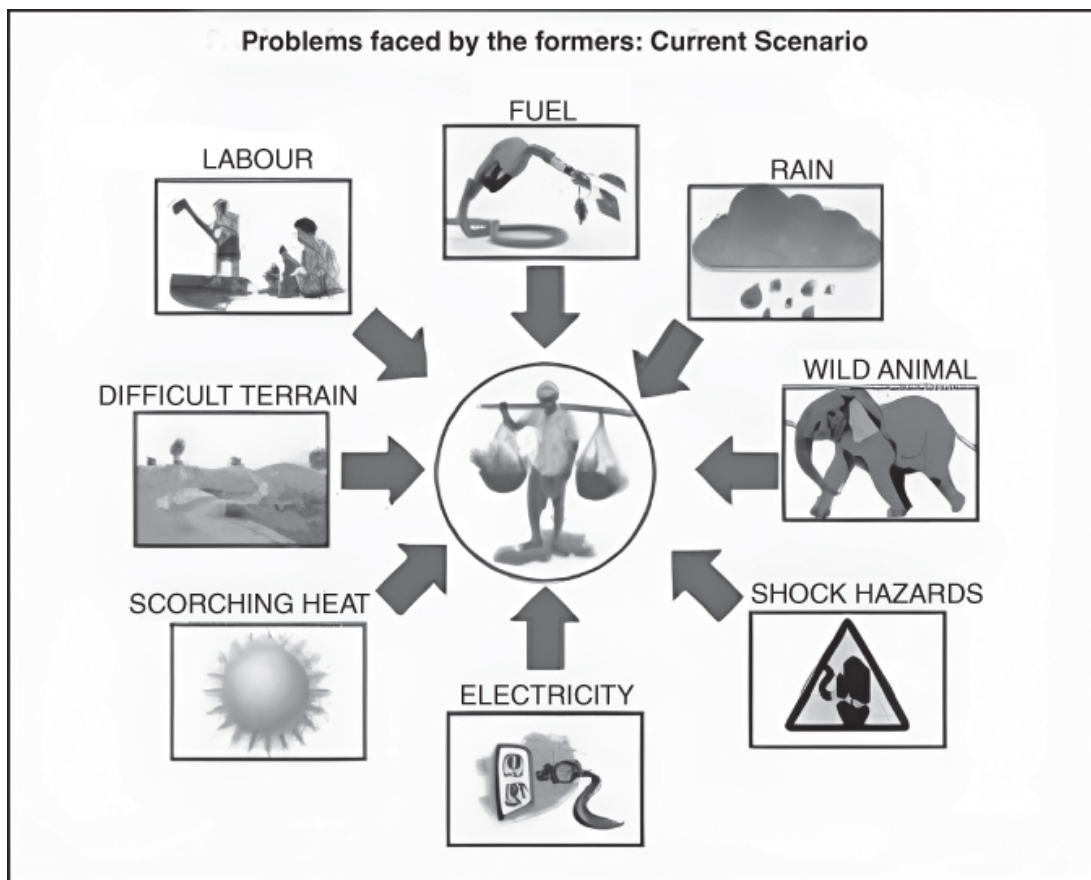 Problems faced by the formers: Current Scenario
FUEL
LABOUR
RAIN
DIFFICULT TERRAIN
WILD ANIMAL
SCORCHING HEAT
SHOCK HAZARDS
ELECTRICITY